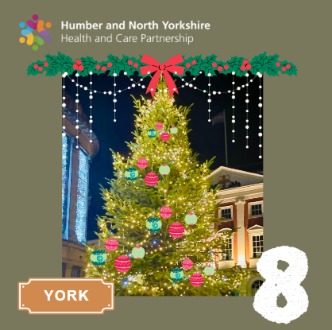 Humber and North Yorkshire
Health and Care Partnership
YORK
8